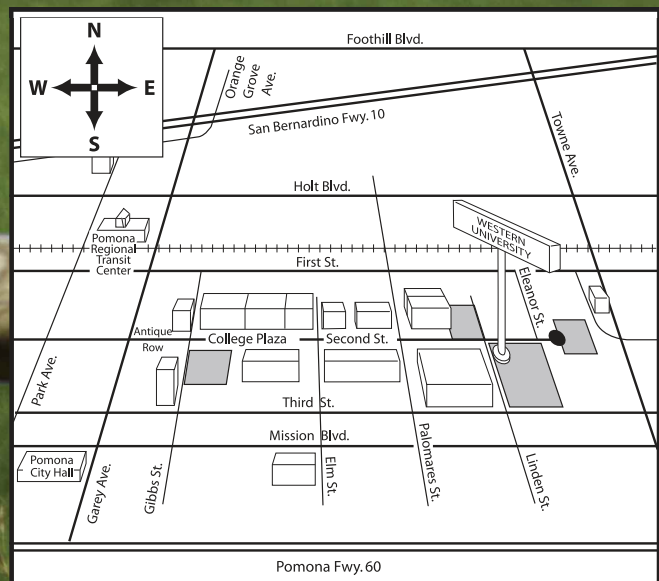 N
W E
S
Foothill Blvd.
Orange
Grove
Ave.
San Bernardino Fwy. 10
Towne Ave.
Holt Blvd.
WESTERN
UNIVERSITY
Pomona
Regional
Transit
Center
First St.
Eleanor St.
Antique
Row
College Plaza
Second St.
Park Ave.
Third St.
Mission Blvd.
Pomona
City Hall
Garey Ave.
Gibbs St.
Elm St.
Palomares St.
Linden St.
Pomona Fwy. 60